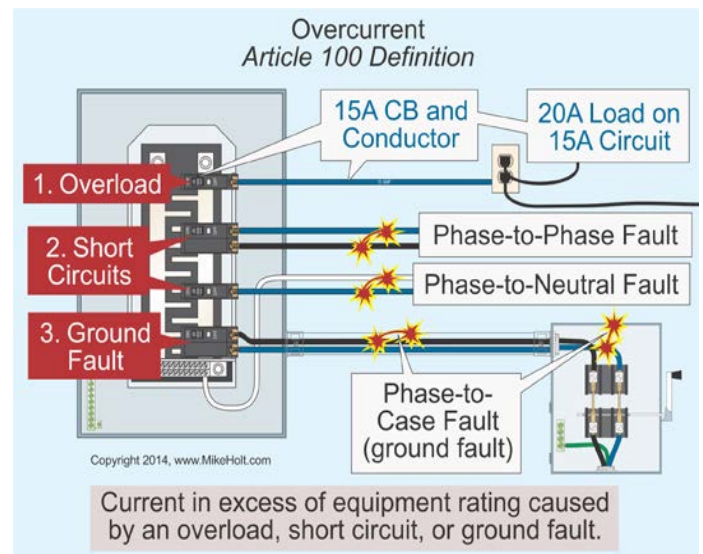 Overcurrent
Article 100 Definition
15A CB and
Conductor
20A Load on
15A Circuit
1. Overload
2. Short
Circuits
Phase-to-Phase Fault
Phase-to-Neutral Fault
3. Ground
Fault
Phase-to-
Case Fault
(ground fault)
Copyright 2014, www.MikeHolt.com
Current in excess of equipment rating caused
by an overload, short circuit, or ground fault.